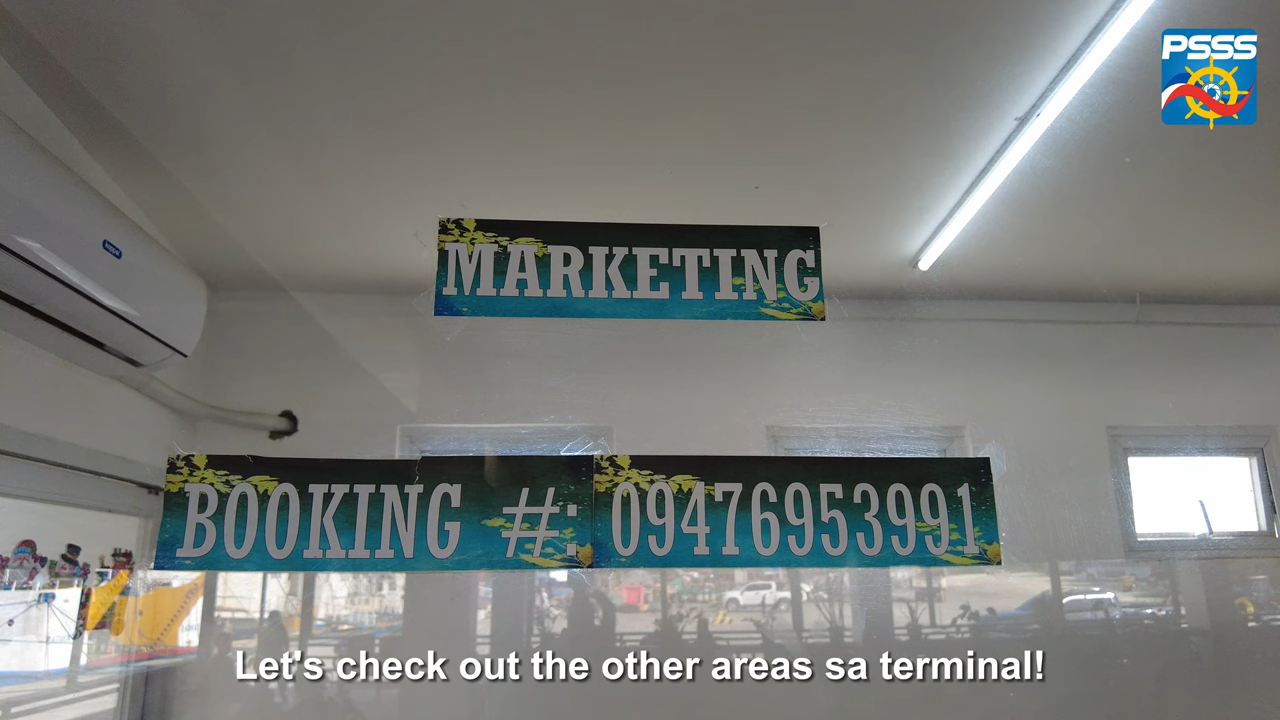 PSSS
MARKETING
BOOKING #: 09476953991
Let's check out the other areas sa terminal!